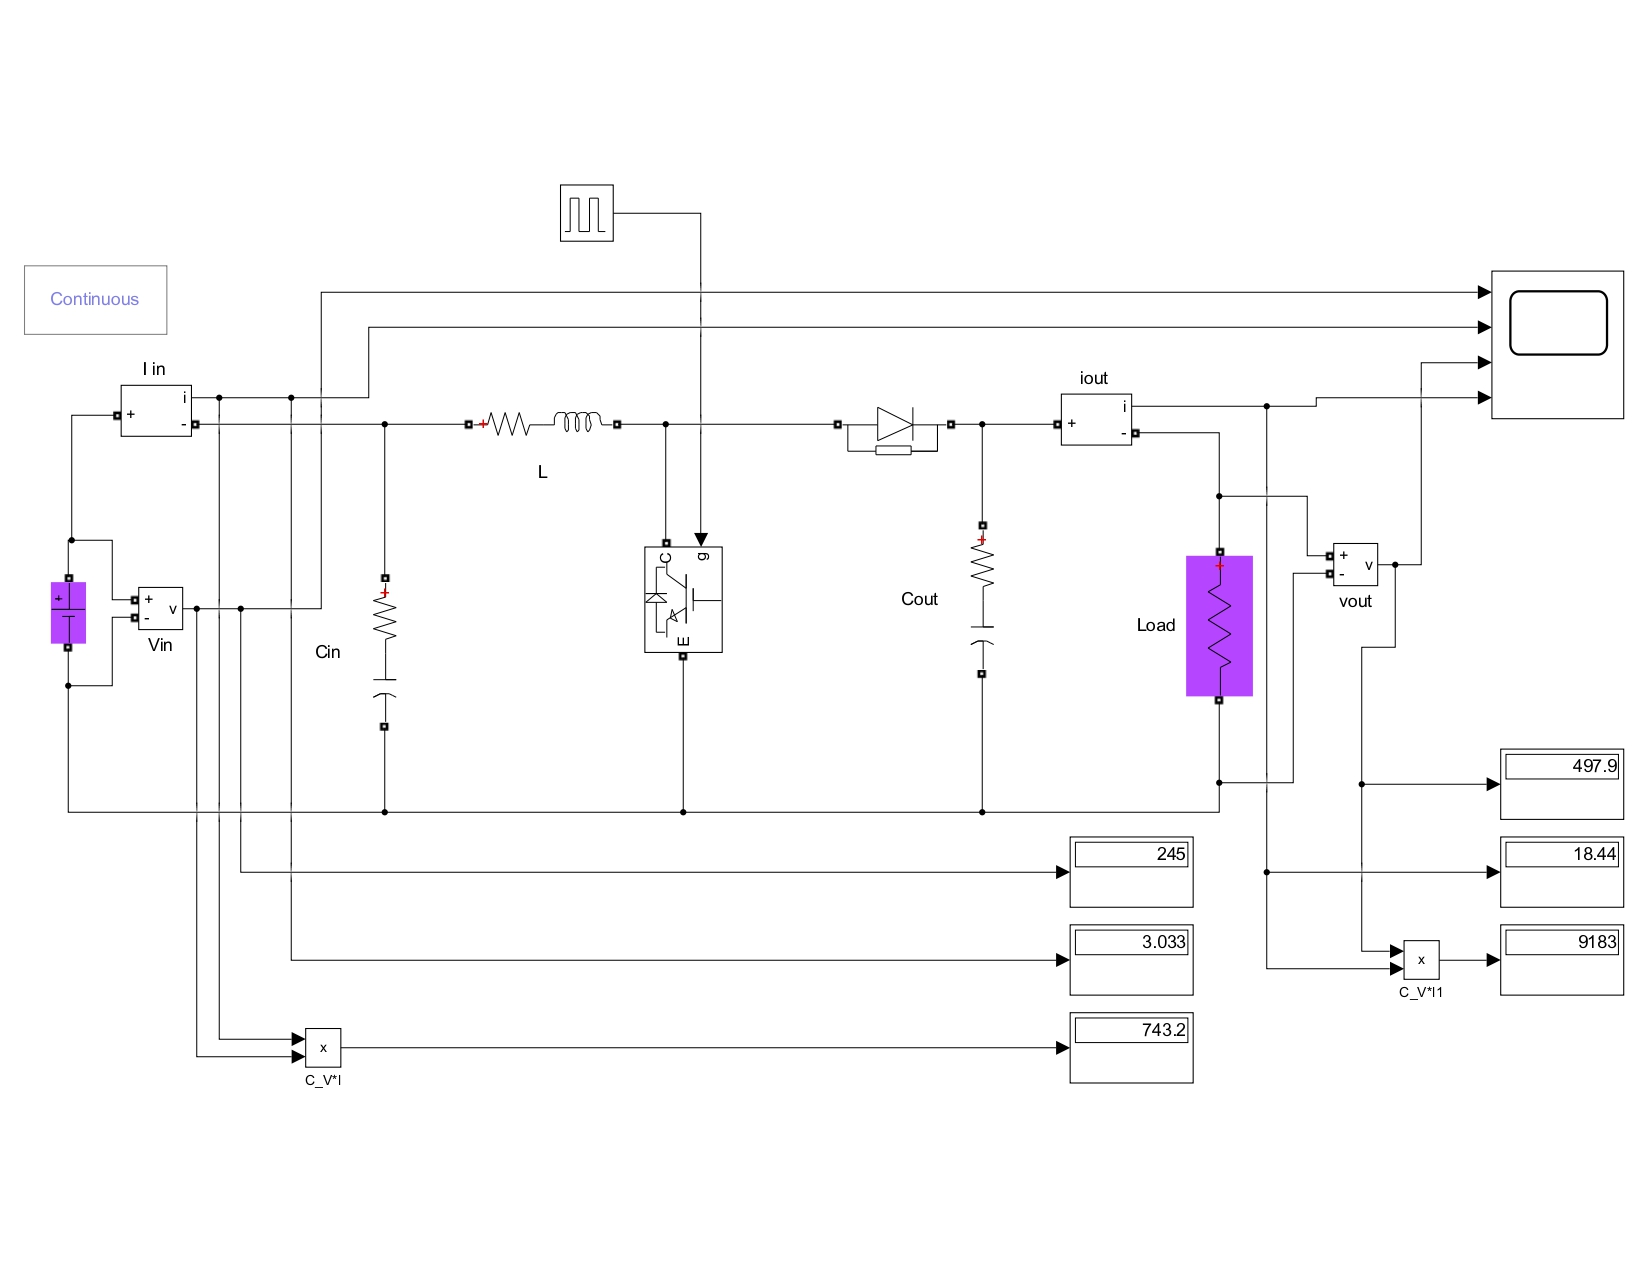 Continuous
I in
i
+
-
iout
i
+
-
L
C
g
E
+
+
-
v
Vin
Cin
Cout
Load
+
-
v
vout
497.9
245
18.44
3.033
9183
x
C_V*I1
743.2
x
C_V*I